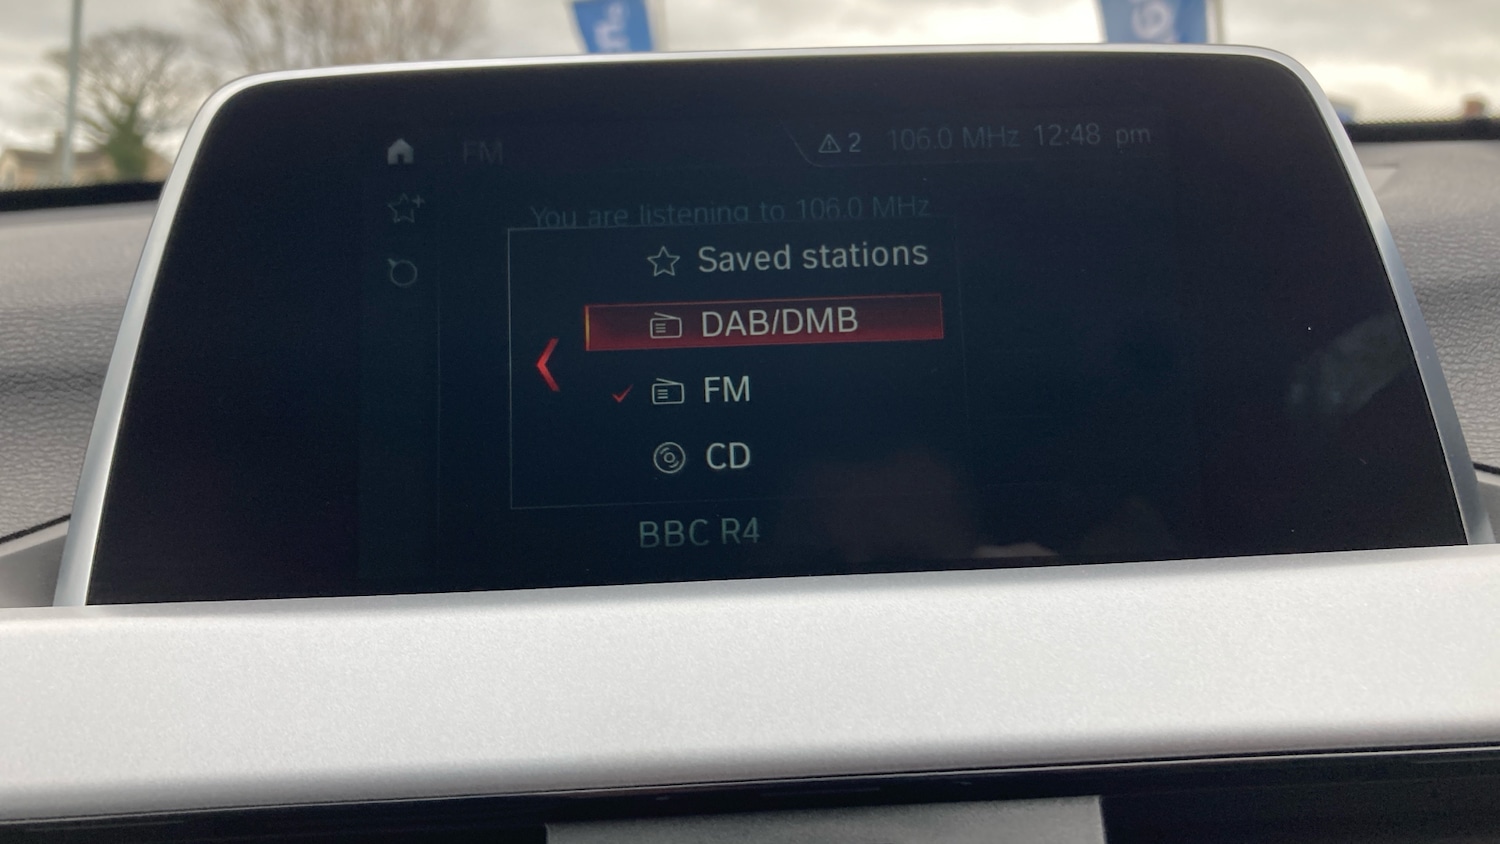 FM
2 106.0 MHz 12:48 pm
You are listening to 106.0 MHz
Saved stations
DAB/DMB
FM
CD
BBC R4